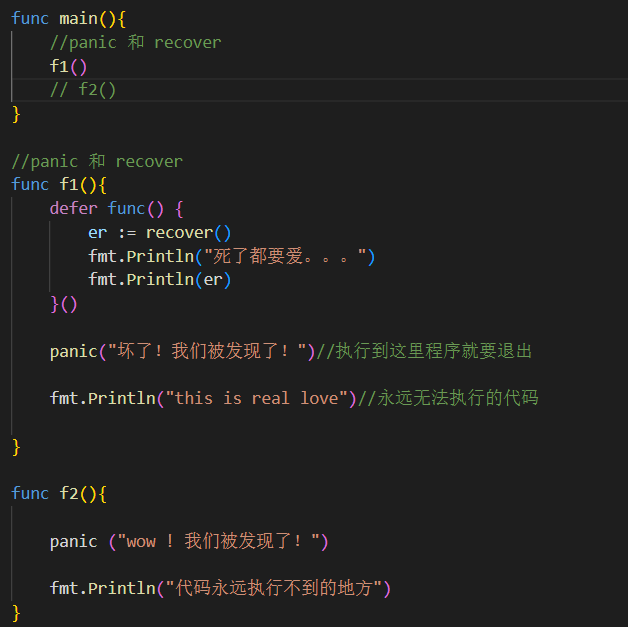 func main(){
//panic 和 recover
f1()
// f2()
}
//panic 和 recover
func f1(){
defer func() {
er := recover()
fmt.Println("死了都要爱。。。")
fmt.Println(er)
}()
panic("坏了！我们被发现了！")//执行到这里程序就要退出
fmt.Println("this is real love")//永远无法执行的代码
}
func f2(){
panic ("wow ！我们被发现了！")
fmt.Println("代码永远执行不到的地方")
}